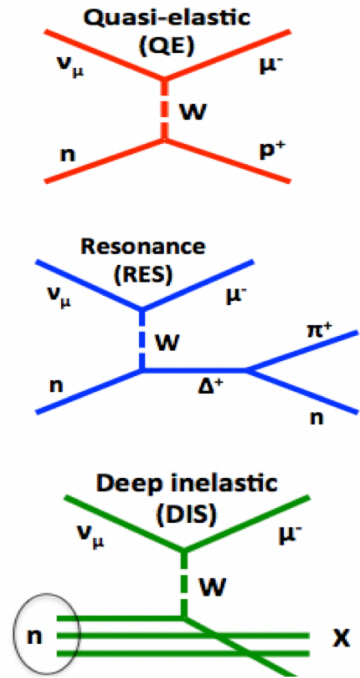 Quasi-elastic
(QE)
νμ
μ-
W
n
p+
Resonance
(RES)
νμ
μ-
W
π+
n
Δ+
n
Deep inelastic
(DIS)
νμ
μ-
W
n
X